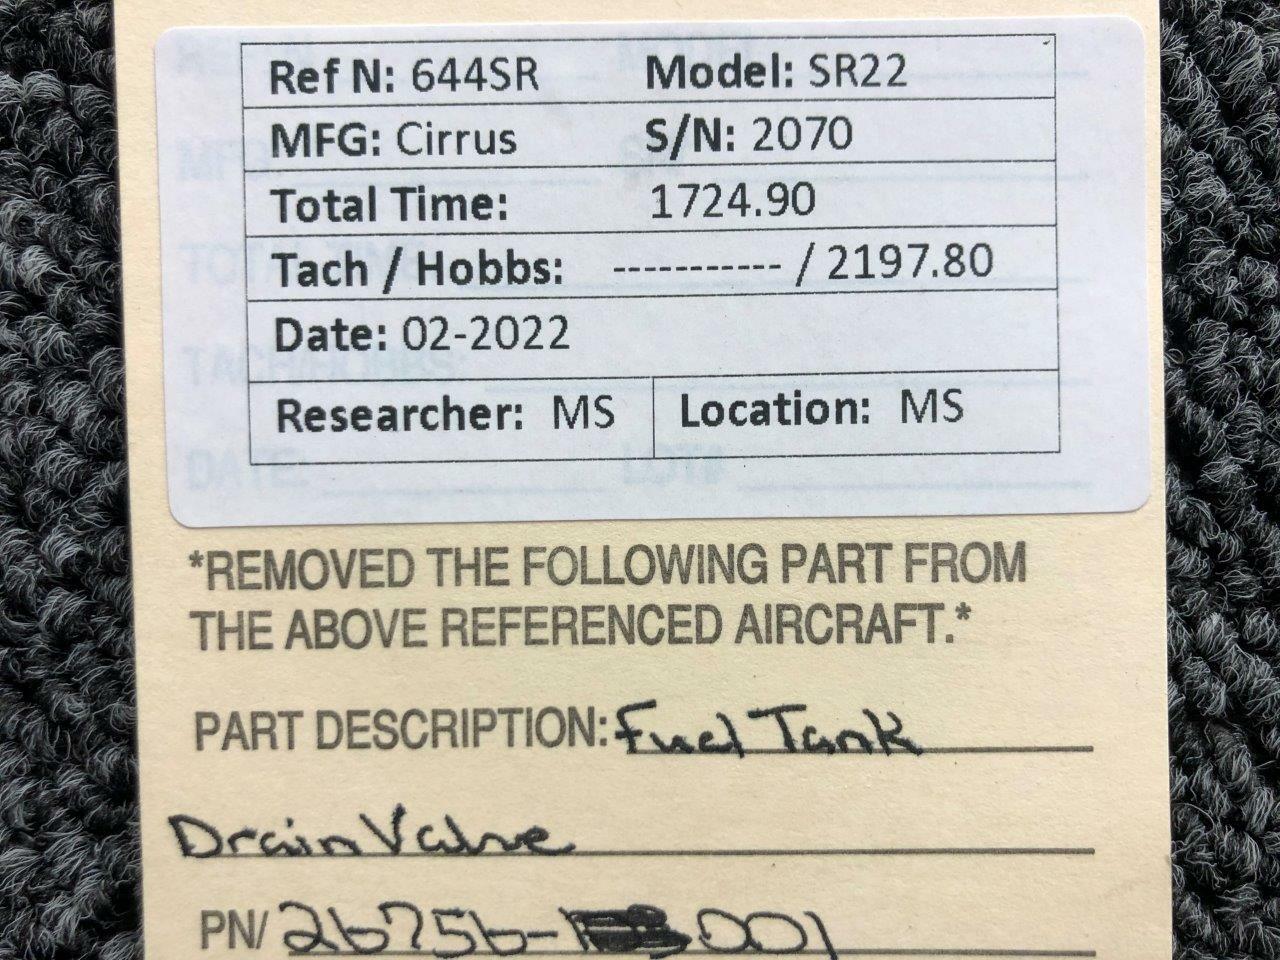 Ref N: 644SR Model: SR22
MFG: Cirrus S/N: 2070
Total Time: 1724.90
Tach / Hobbs: ----------- / 2197.80
Date: 02-2022
Researcher: MS Location: MS
*REMOVED THE FOLLOWING PART FROM
THE ABOVE REFERENCED AIRCRAFT.*
PART DESCRIPTION: Fuel Tank
Drain Valve
PN/